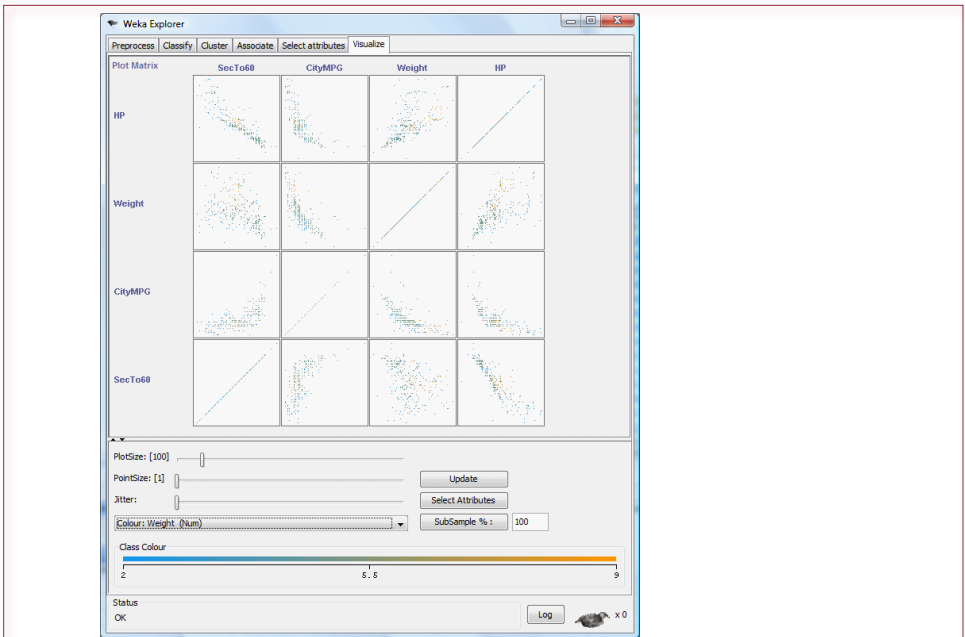 Weka Explorer
Preprocess Classify Cluster Associate Select attributes Visualize
Plot Matrix SecTo60 CityMPG Weight HP
HP
Weight
CityMPG
SecTo60
PlotSize: [100]
PointSize: [1] Update
Jitter: Select Attributes
Colour: Weight (Num) SubSample % : 100
Class Colour
2 5.5 9
Status
OK Log x 0